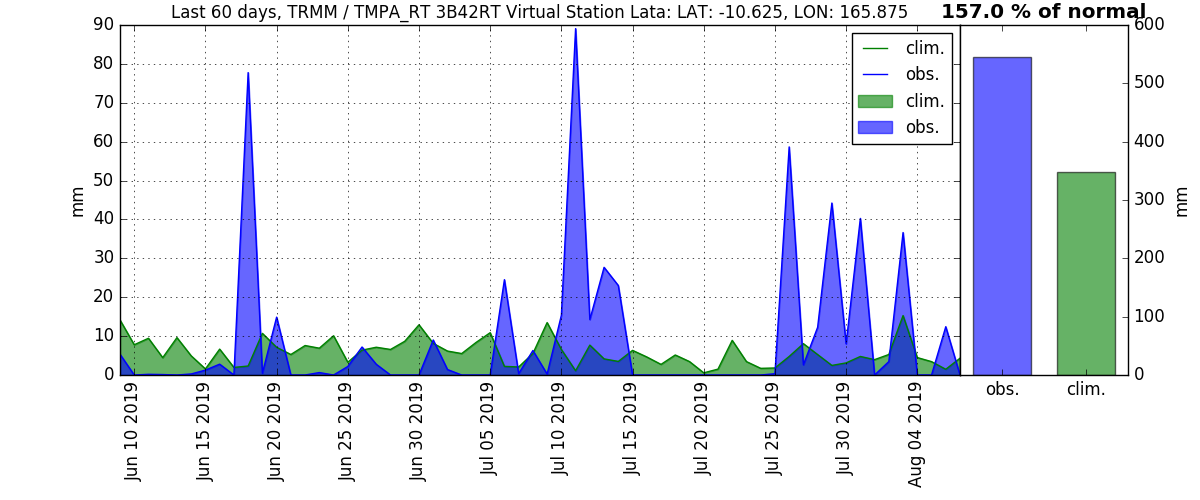 Last 60 days, TRMM / TMPA_RT 3B42RT Virtual Station Lata: LAT: -10.625, LON: 165.875
157.0 % of normal
90
80
70
60
50
40
30
20
10
0
mm
clim.
obs.
clim.
obs.
Jun 10 2019
Jun 15 2019
Jun 20 2019
Jun 25 2019
Jun 30 2019
Jul 05 2019
Jul 10 2019
Jul 15 2019
Jul 20 2019
Jul 25 2019
Jul 30 2019
Aug 04 2019
600
500
400
300
200
100
0
mm
obs.
clim.